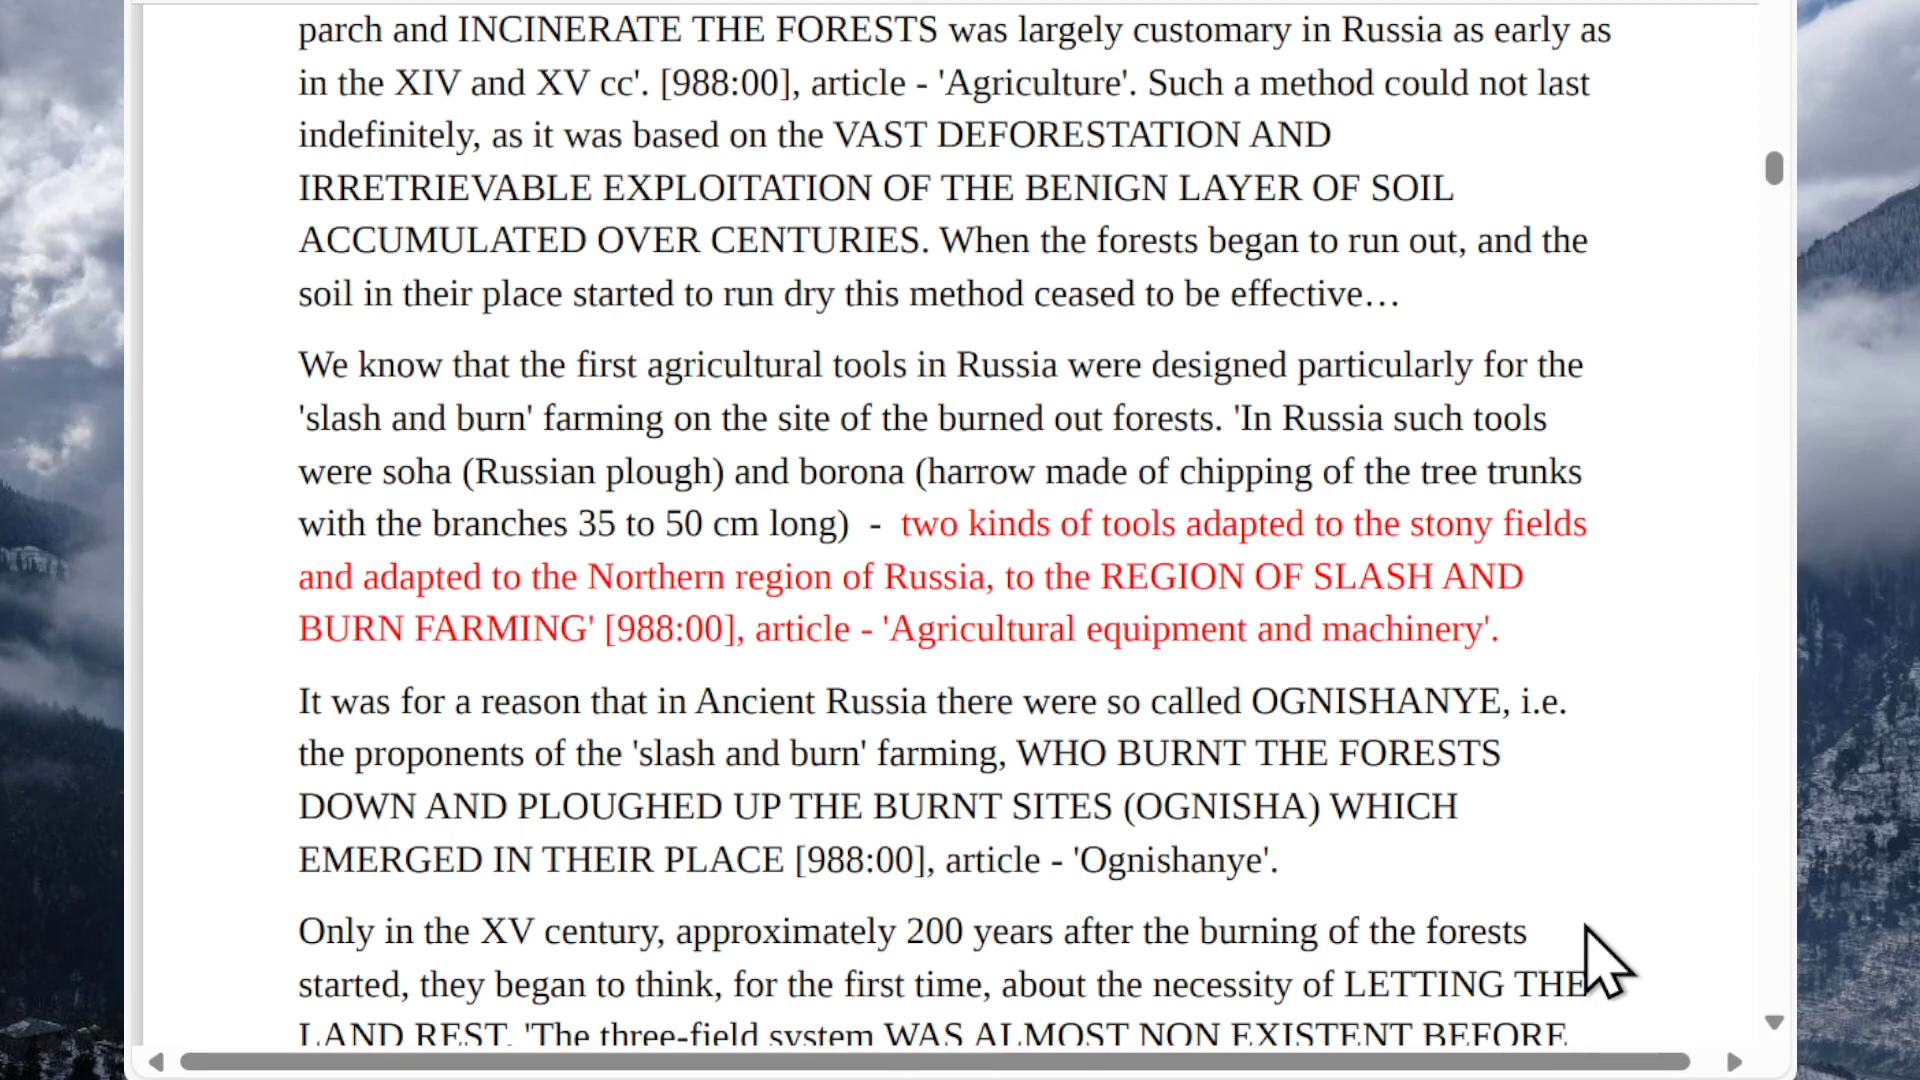 parch and INCINERATE THE FORESTS was largely customary in Russia as early as
in the XIV and XV cc'. [988:00], article - 'Agriculture'. Such a method could not last
indefinitely, as it was based on the VAST DEFORESTATION AND
IRRETRIEVABLE EXPLOITATION OF THE BENIGN LAYER OF SOIL
ACCUMULATED OVER CENTURIES. When the forests began to run out, and the
soil in their place started to run dry this method ceased to be effective…
We know that the first agricultural tools in Russia were designed particularly for the
'slash and burn' farming on the site of the burned out forests. 'In Russia such tools
were soha (Russian plough) and borona (harrow made of chipping of the tree trunks
with the branches 35 to 50 cm long)  -  two kinds of tools adapted to the stony fields
and adapted to the Northern region of Russia, to the REGION OF SLASH AND
BURN FARMING' [988:00], article - 'Agricultural equipment and machinery'.
It was for a reason that in Ancient Russia there were so called OGNISHANYE, i.e.
the proponents of the 'slash and burn' farming, WHO BURNT THE FORESTS
DOWN AND PLOUGHED UP THE BURNT SITES (OGNISHA) WHICH
EMERGED IN THEIR PLACE [988:00], article - 'Ognishanye'.
Only in the XV century, approximately 200 years after the burning of the forests
started, they began to think, for the first time, about the necessity of LETTING THE
LAND REST. 'The three-field system WAS ALMOST NON EXISTENT BEFORE